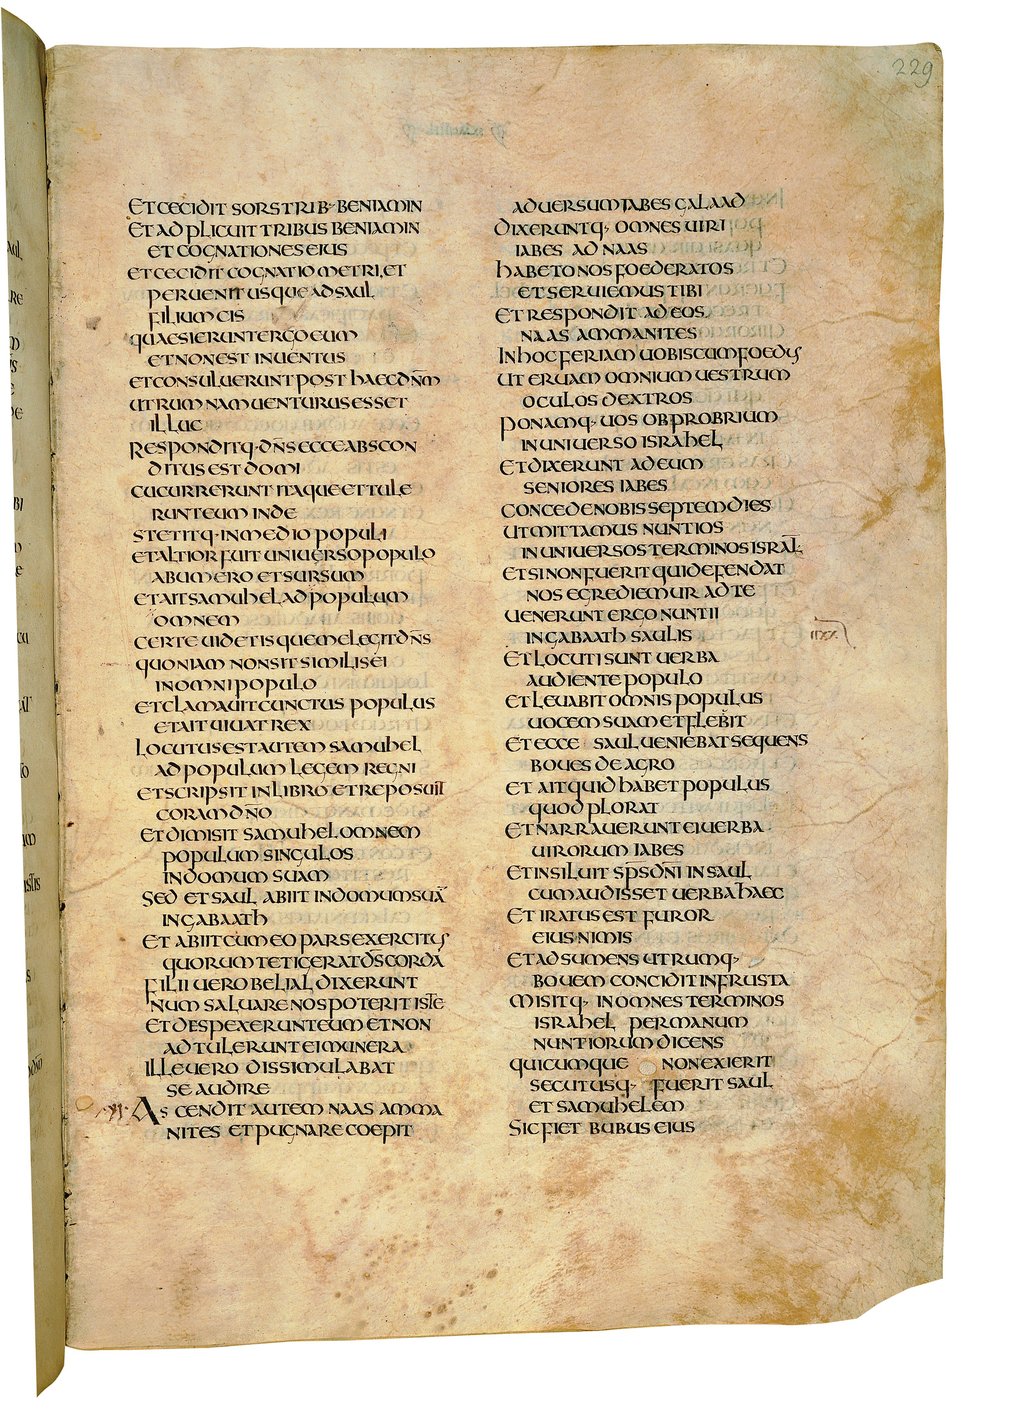 229
ET CECIDIT SORS TRIB· BENIAMIN
ET ADPLICUIT TRIBUS BENIAMIN
ET COGNATIONES EIUS
ET CECIDIT COGNATIO METRI, ET
PERUENIT USQUE AD SAUL
FILIUM CIS
QUAESIERUNT ERGO EUM
ET NON EST INUENTUS
ET CONSULUERUNT POST HAEC DN̄M
UTRUM NAM UENTURUS ESSET
ILLUC
RESPONDITQ· DN̄S ECCE ABSCON
DITUS EST DOMI
CUCURRERUNT ITAQUE ET TULE
RUNT EUM INDE
STETITQ· IN MEDIO POPULI
ET ALTIOR FUIT UNIUERSO POPULO
AB UMERO ET SURSUM
ET AIT SAMUHEL AD POPULUM
OMNEM
CERTE UIDETIS QUEM ELEGIT DN̄S
QUONIAM NON SIT SIMILIS EI
IN OMNI POPULO
ET CLAMAUIT CUNCTUS POPULUS
ET AIT UIUAT REX
LOCUTUS EST AUTEM SAMUHEL
AD POPULUM LEGEM REGNI
ET SCRIPSIT IN LIBRO ET REPOSUIT
CORAM DN̄O
ET DIMISIT SAMUHEL OMNEM
POPULUM SINGULOS
IN DOMUM SUAM
SED ET SAUL ABIIT IN DOMUM SUĀ
IN GABAATH
ET ABIIT CUM EO PARS EXERCITUS
QUORUM TETIGERAT D̄S CORDA
FILII UERO BELIAL DIXERUNT
NUM SALUARE NOS POTERIT ISTE
ET DESPEXERUNT EUM ET NON
ADTULERUNT EI MUNERA
ILLE UERO DISSIMULABAT
SE AUDIRE
ASCENDIT AUTEM NAAS AMMA
NITES ET PUGNARE COEPIT
ADUERSUM IABES GALAAD
DIXERUNTQ· OMNES UIRI
IABES AD NAAS
HABETO NOS FOEDERATOS
ET SERUIEMUS TIBI
ET RESPONDIT AD EOS
NAAS AMMANITES
IN HOC FERIAM UOBISCUM FOEDUS
UT ERUAM OMNIUM UESTRUM
OCULOS DEXTROS
PONAMQ· UOS OBPROBRIUM
IN UNIUERSO ISRAHEL
ET DIXERUNT AD EUM
SENIORES IABES
CONCEDE NOBIS SEPTEM DIES
UT MITTAMUS NUNTIOS
IN UNIUERSOS TERMINOS ISRAL̄
ET SI NON FUERIT QUI DEFENDAT
NOS EGREDIEMUR AD TE
UENERUNT ERGO NUNTII
IN GABAATH SAULIS
ET LOCUTI SUNT UERBA
AUDIENTE POPULO
ET LEUABIT OMNIS POPULUS
UOCEM SUAM ET FLEBIT
ET ECCE SAUL UENIEBAT SEQUENS
BOUES DE AGRO
ET AIT QUID HABET POPULUS
QUOD PLORAT
ET NARRAUERUNT EI UERBA
UIRORUM IABES
ET INSILUIT SP̄S DN̄I IN SAUL
CUM AUDISSET UERBA HAEC
ET IRATUS EST FUROR
EIUS NIMIS
ET ADSUMENS UTRUMQ·
BOUEM CONCIDIT IN FRUSTA
MISITQ· IN OMNES TERMINOS
ISRAHEL PER MANUM
NUNTIORUM DICENS
QUICUMQUE NON EXIERIT
SECUTUSQ· FUERIT SAUL
ET SAMUHELEM
SIC FIET BUBUS EIUS